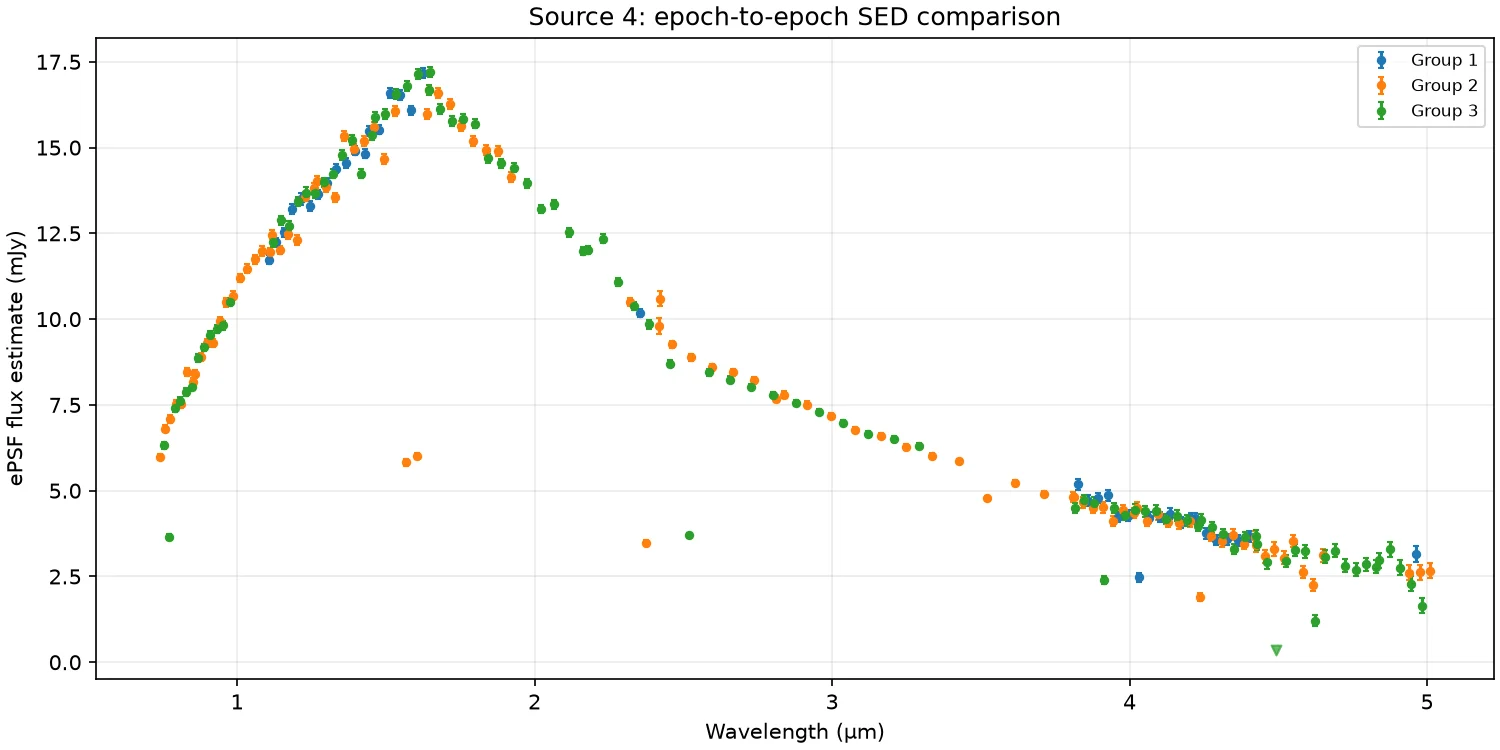 Source 4: epoch-to-epoch SED comparison
Group 1
Group 2
Group 3
ePSF flux estimate (mJy)
17.5
15.0
12.5
10.0
7.5
5.0
2.5
0.0
1 2 3 4 5
Wavelength (μm)